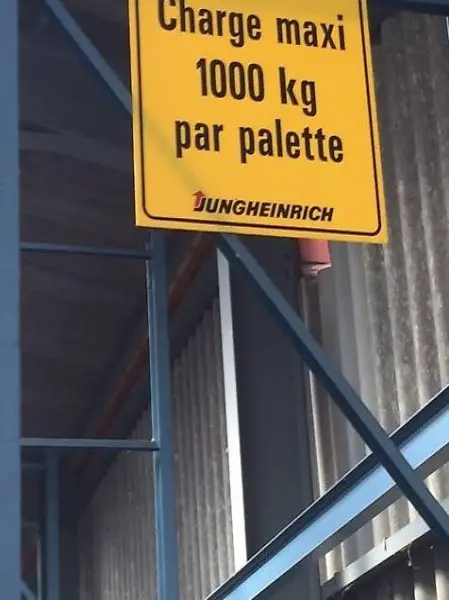 Charge maxi
1000 kg
par palette
JUNGHEINRICH